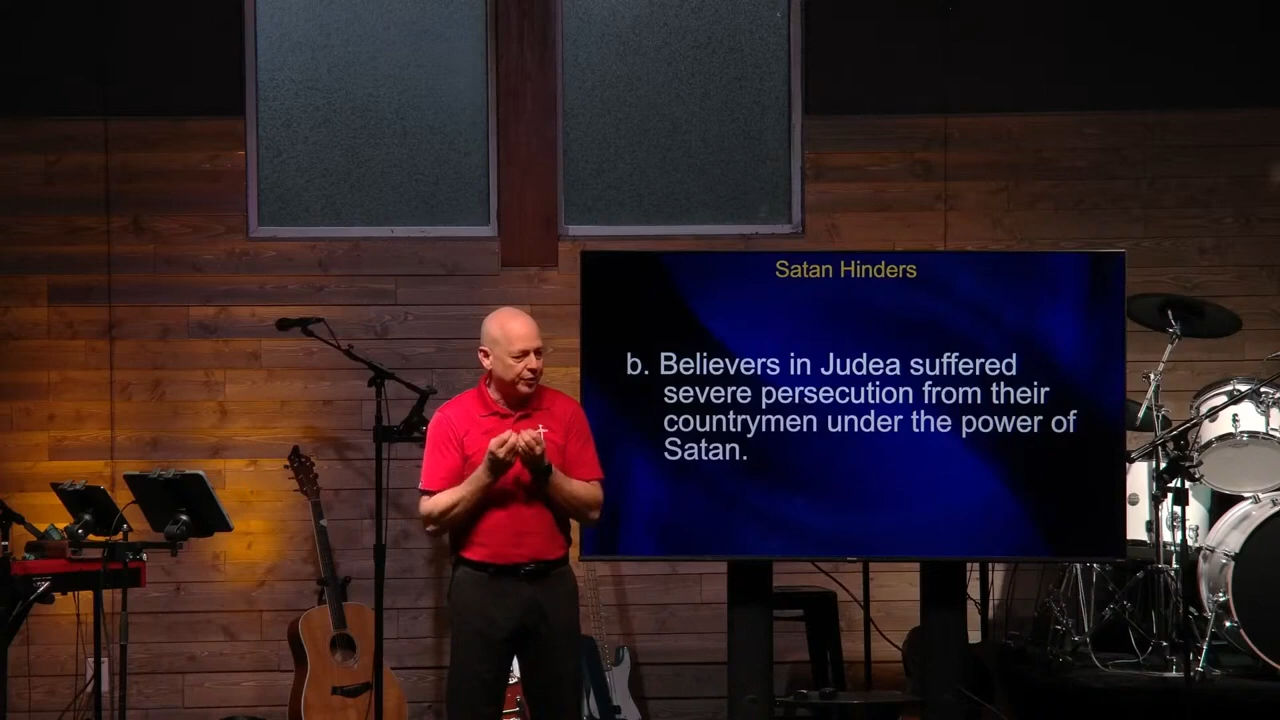 Satan Hinders
b. Believers in Judea suffered
severe persecution from their
countrymen under the power of
Satan.